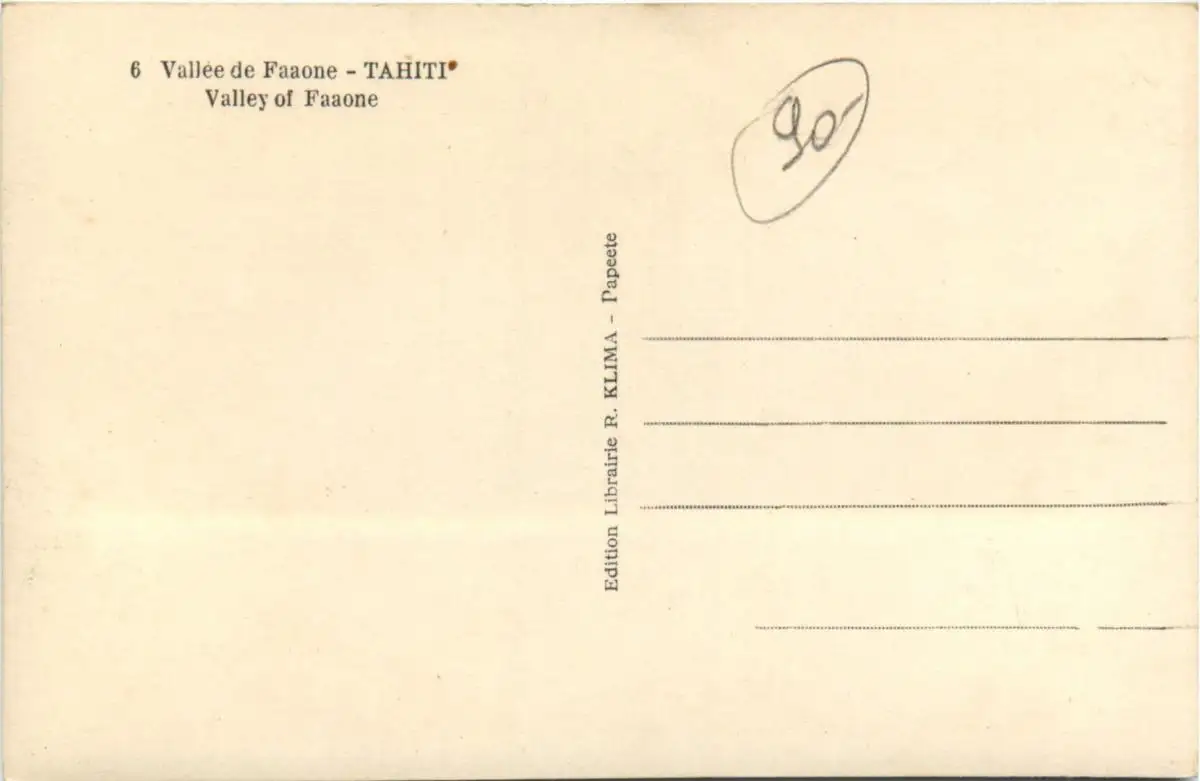 6 Vallée de Faaone - TAHITI
Valley of Faaone
90-
Edition Librairie R. KLIMA - Papeete